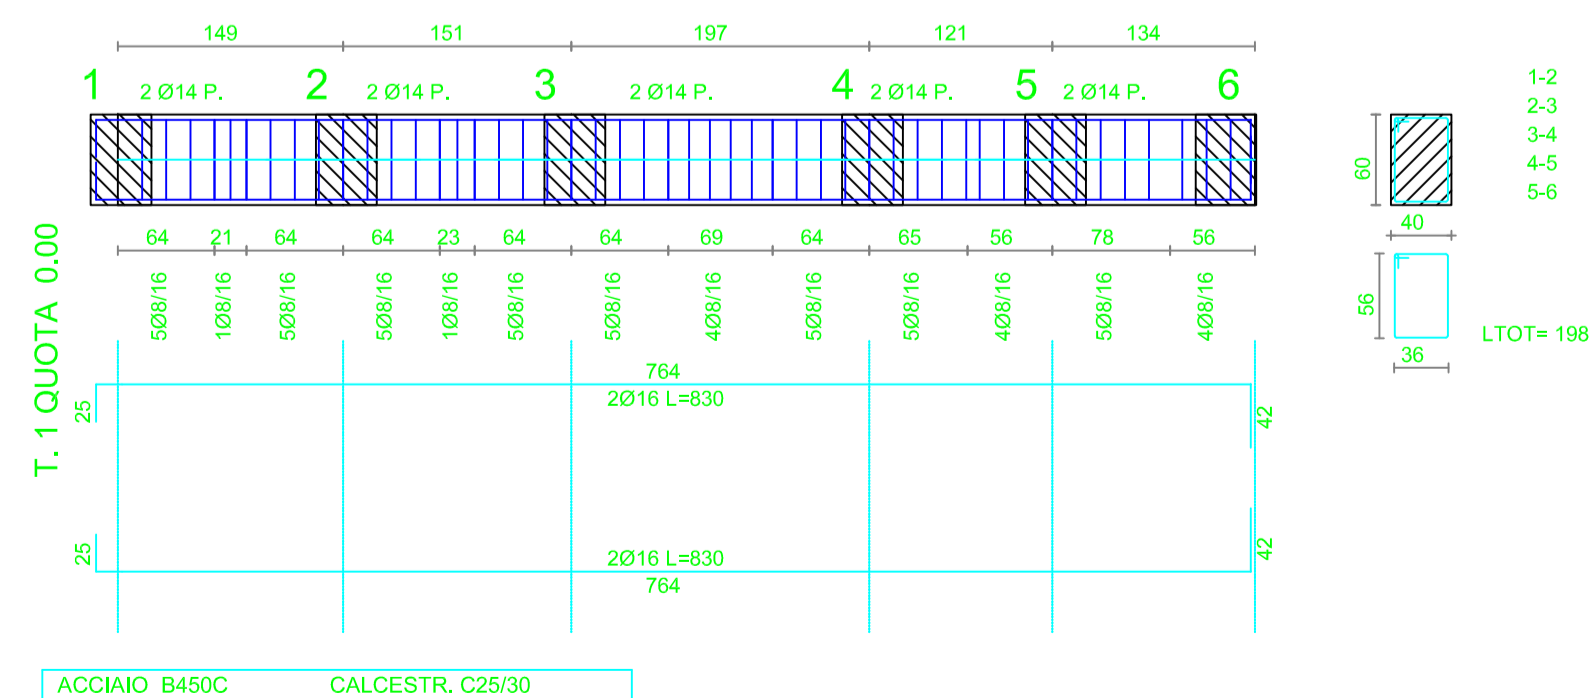 149 151 197 121 134
1 2 3 4 5 6
2 Ø14 P. 2 Ø14 P. 2 Ø14 P. 2 Ø14 P. 2 Ø14 P.
1-2
2-3
3-4
4-5
5-6
60
40
56
36
LTOT= 198
T. 1 QUOTA 0.00
64 21 64 64 23 64 64 69 64 65 56 78 56
5Ø8/16 1Ø8/16 5Ø8/16 5Ø8/16 1Ø8/16 5Ø8/16 5Ø8/16 4Ø8/16 5Ø8/16 5Ø8/16 4Ø8/16 5Ø8/16 4Ø8/16
764
25 2Ø16 L=830 42
25 2Ø16 L=830 42
764
ACCIAIO B450C CALCESTR. C25/30